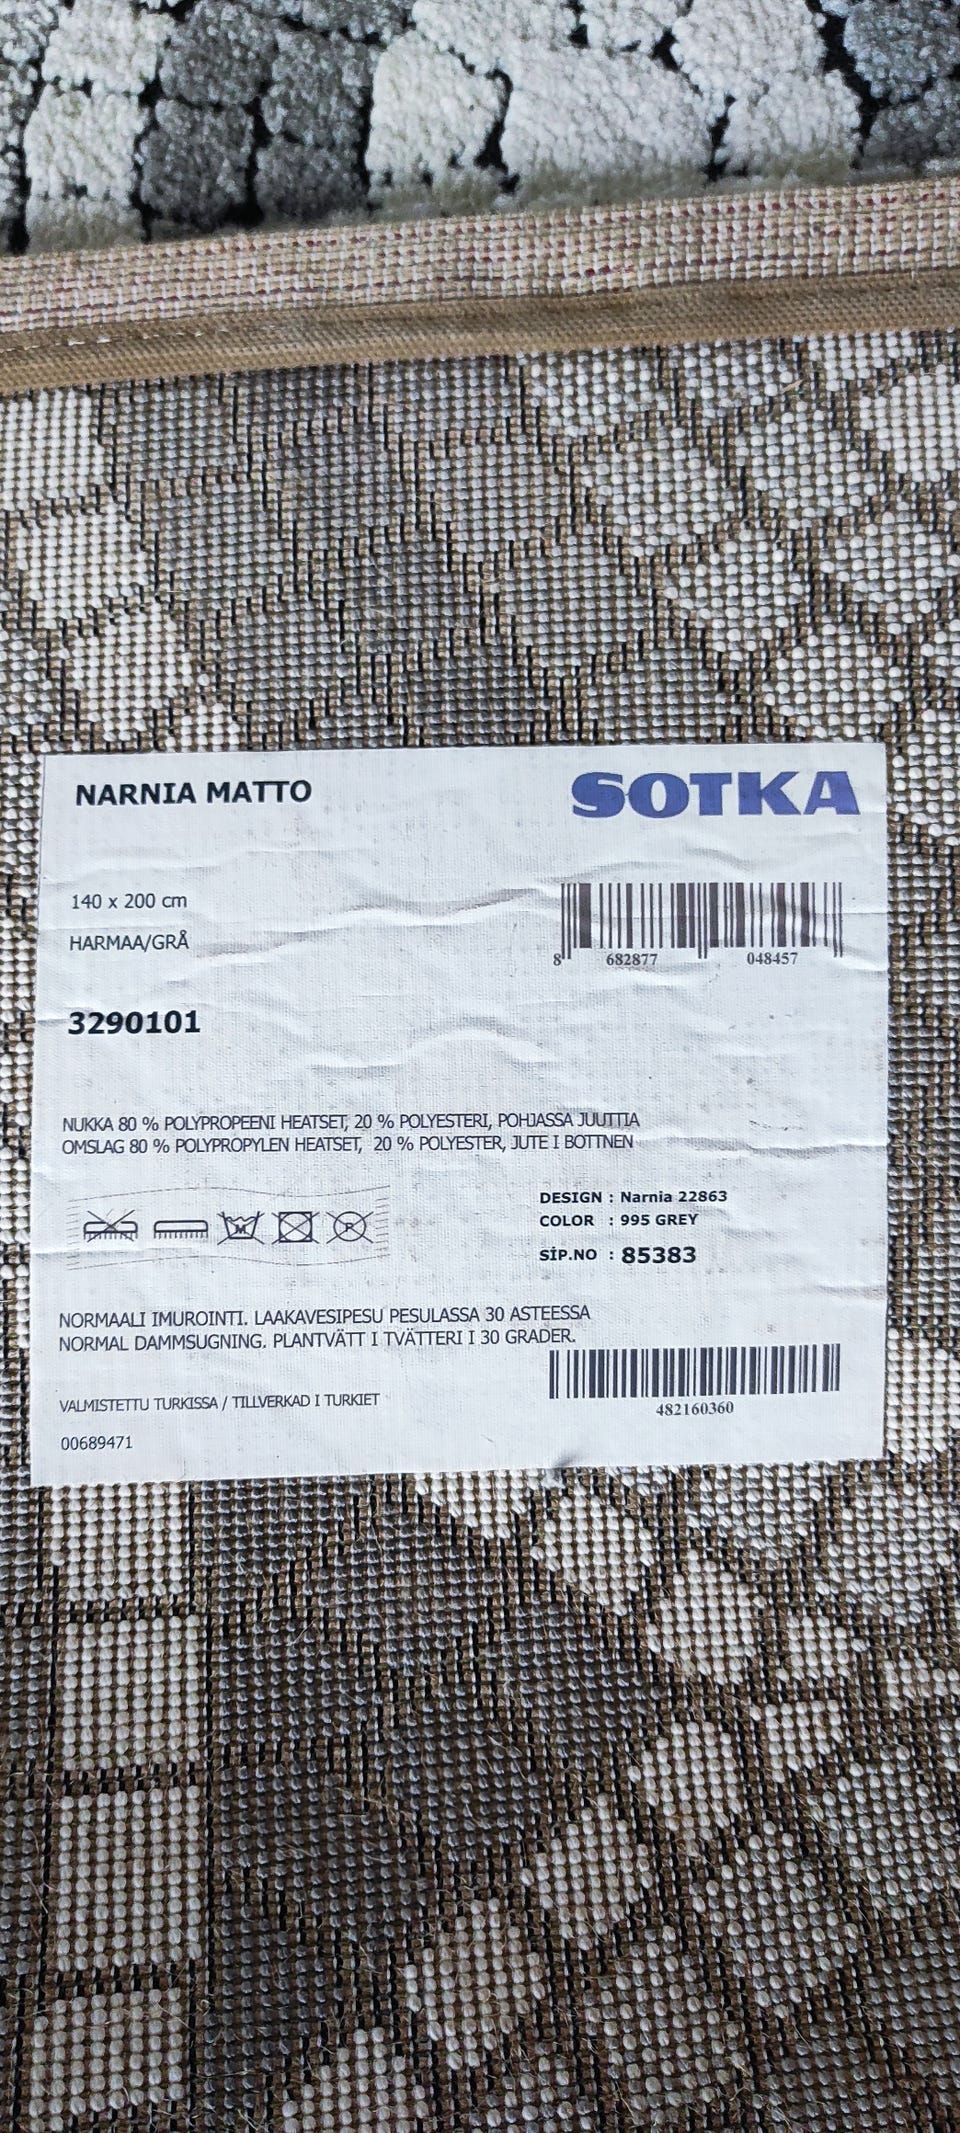 NARNIA MATTO
SOTKA
140 x 200 cm
HARMAA/GRÅ
8 682877 048457
3290101
NUKKA 80 % POLYPROPEENI HEATSET, 20 % POLYESTERI, POHJASSA JUUTTIA
OMSLAG 80 % POLYPROPYLEN HEATSET, 20 % POLYESTER, JUTE I BOTTNEN
M
P
DESIGN : Narnia 22863
COLOR : 995 GREY
SİP.NO : 85383
NORMAALI IMUROINTI. LAAKAVESIPESU PESULASSA 30 ASTEESSA
NORMAL DAMMSUGNING. PLANTVÄTT I TVÄTTERI I 30 GRADER.
482160360
VALMISTETTU TURKISSA / TILLVERKAD I TURKIET
00689471